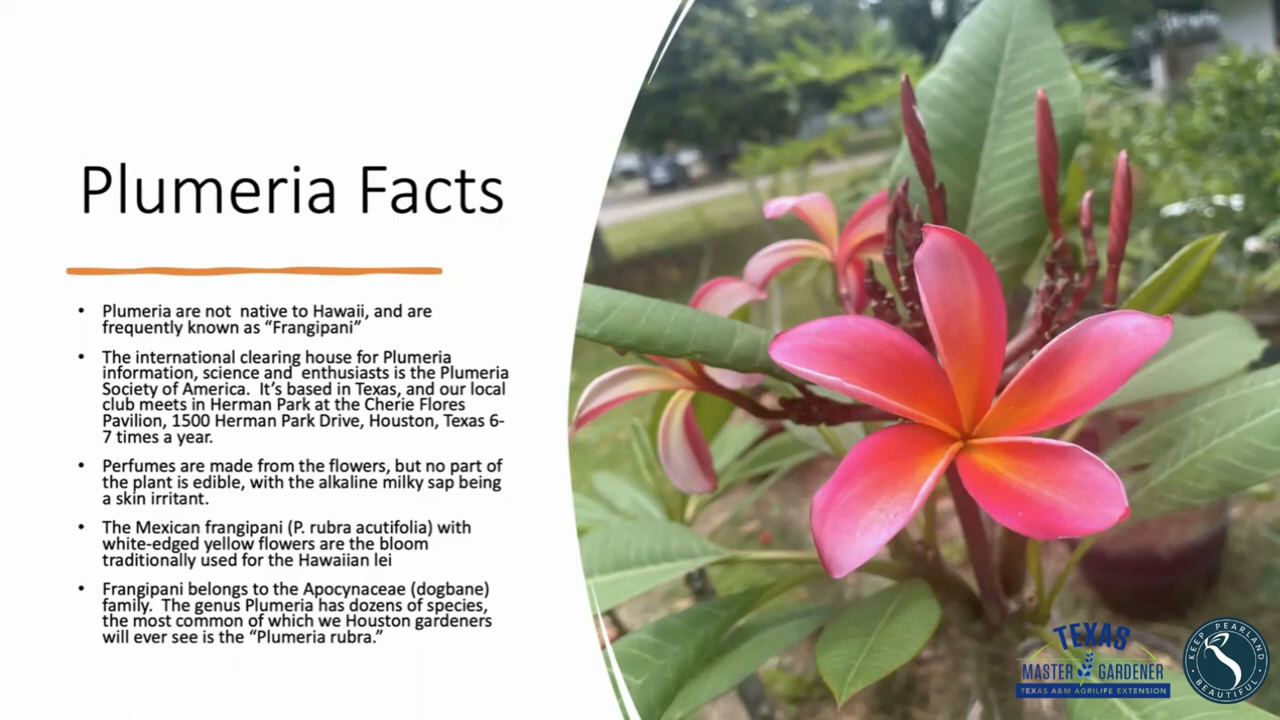 Plumeria Facts
• Plumeria are not  native to Hawaii, and are
frequently known as “Frangipani”
• The international clearing house for Plumeria
information, science and  enthusiasts is the Plumeria
Society of America.  It’s based in Texas, and our local
club meets in Herman Park at the Cherie Flores
Pavilion, 1500 Herman Park Drive, Houston, Texas 6-
7 times a year.
• Perfumes are made from the flowers, but no part of
the plant is edible, with the alkaline milky sap being
a skin irritant.
• The Mexican frangipani (P. rubra acutifolia) with
white-edged yellow flowers are the bloom
traditionally used for the Hawaiian lei
• Frangipani belongs to the Apocynaceae (dogbane)
family.  The genus Plumeria has dozens of species,
the most common of which we Houston gardeners
will ever see is the “Plumeria rubra.”
TEXAS
MASTER GARDENER
TEXAS A&M AGRILIFE EXTENSION
KEEP PEARLAND
BEAUTIFUL